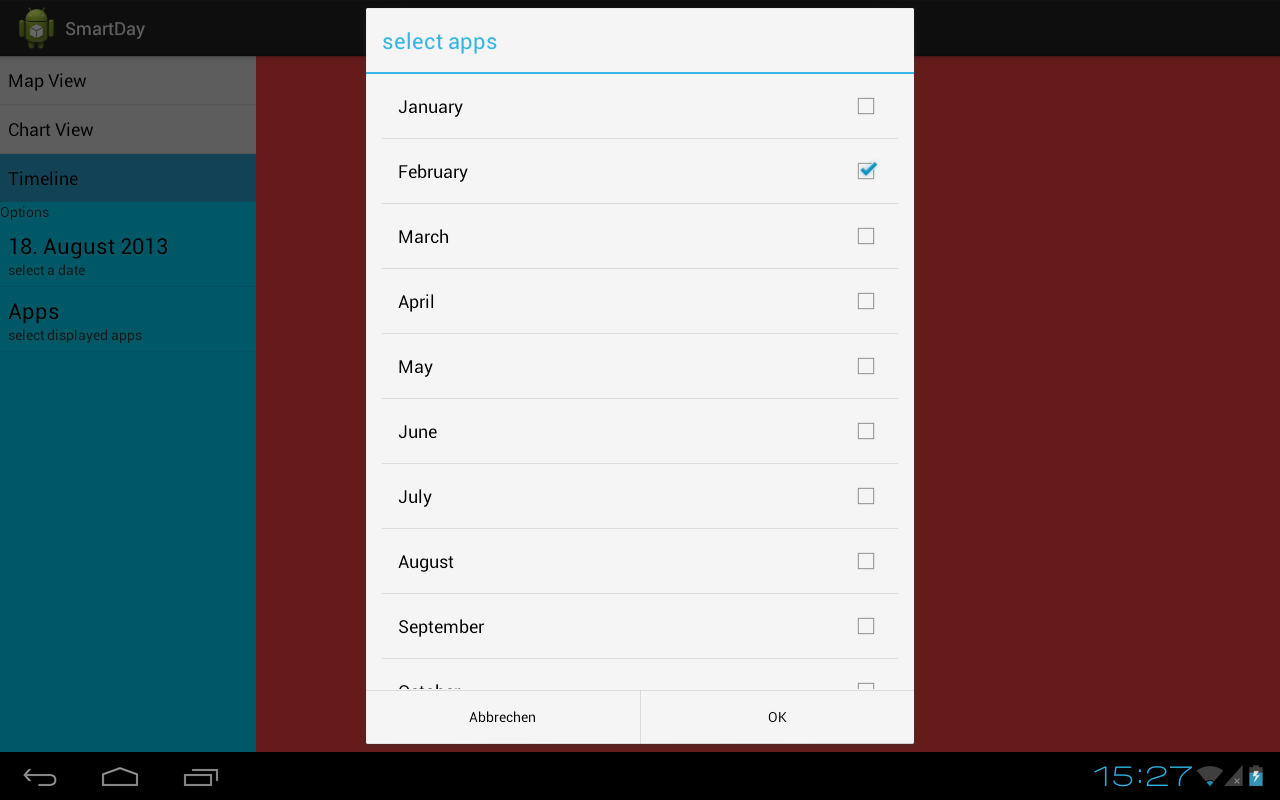 SmartDay
select apps
Map View
Chart View
Timeline
Options
18. August 2013
select a date
Apps
select displayed apps
January
February
March
April
May
June
July
August
September
October
Abbrechen
OK
15:27